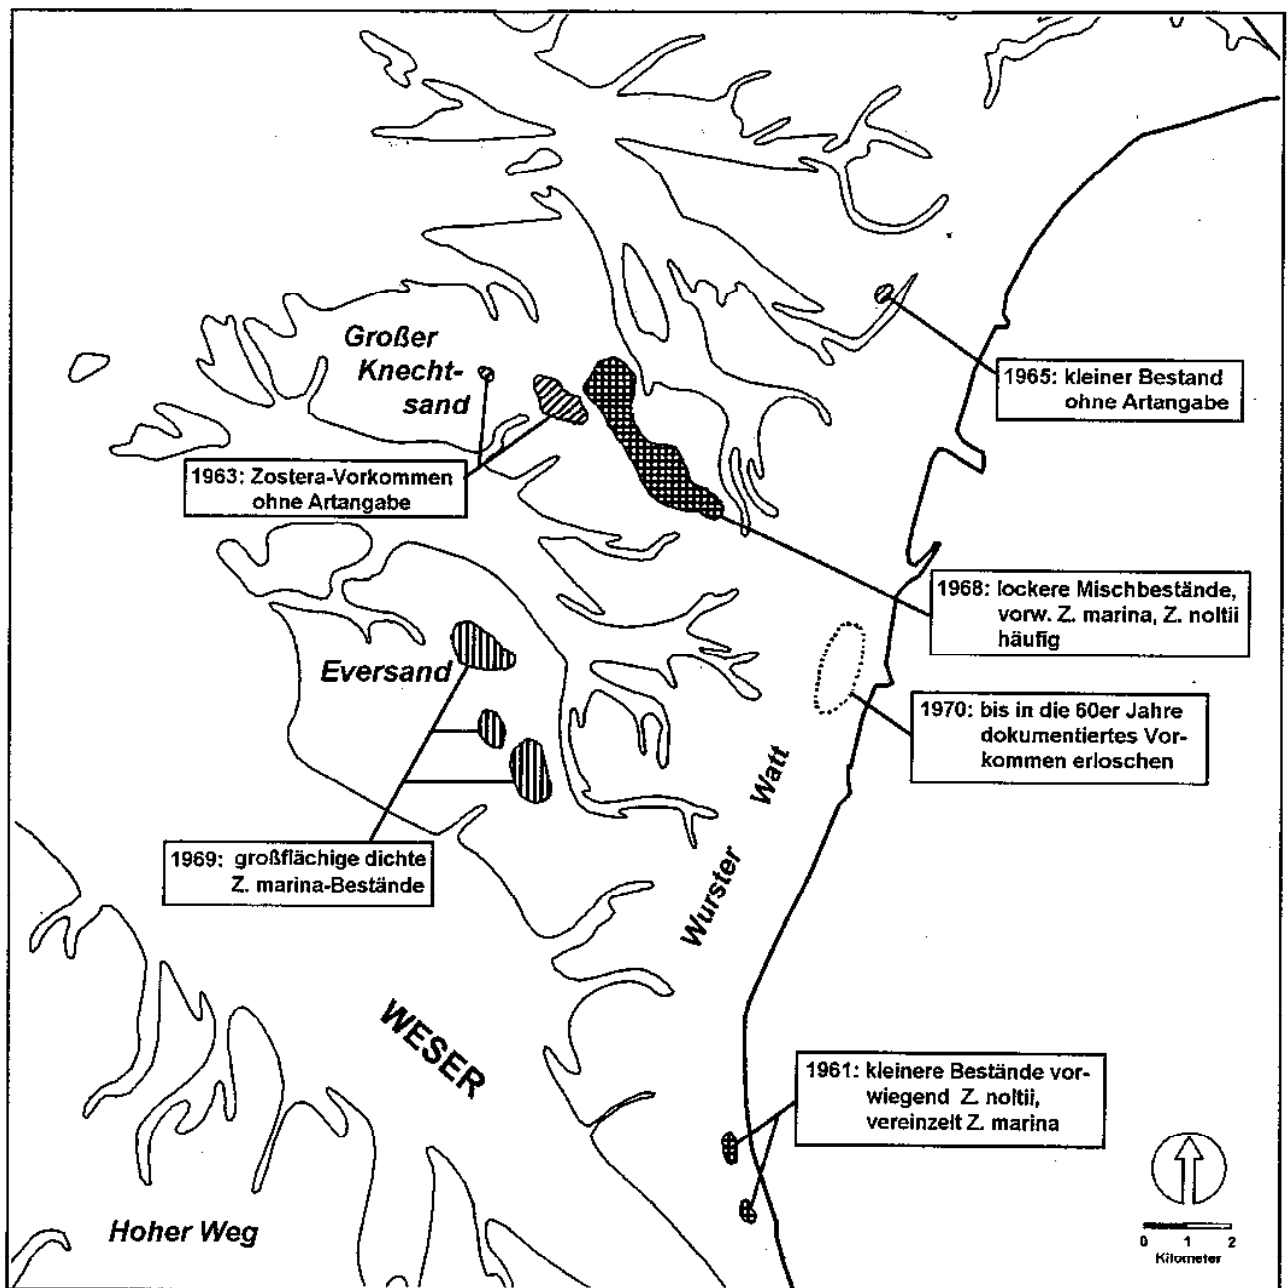 1965: kleiner Bestand
ohne Artangabe
Großer
Knecht-
sand
1963: Zostera-Vorkommen
ohne Artangabe
1968: lockere Mischbestände,
vorw. Z. marina, Z. noltii
häufig
Eversand
1970: bis in die 60er Jahre
dokumentiertes Vor-
kommen erloschen
Wurster Watt
1969: großflächige dichte
Z. marina-Bestände
WESER
1961: kleinere Bestände vor-
wiegend Z. noltii,
vereinzelt Z. marina
Hoher Weg
0 1 2
Kilometer